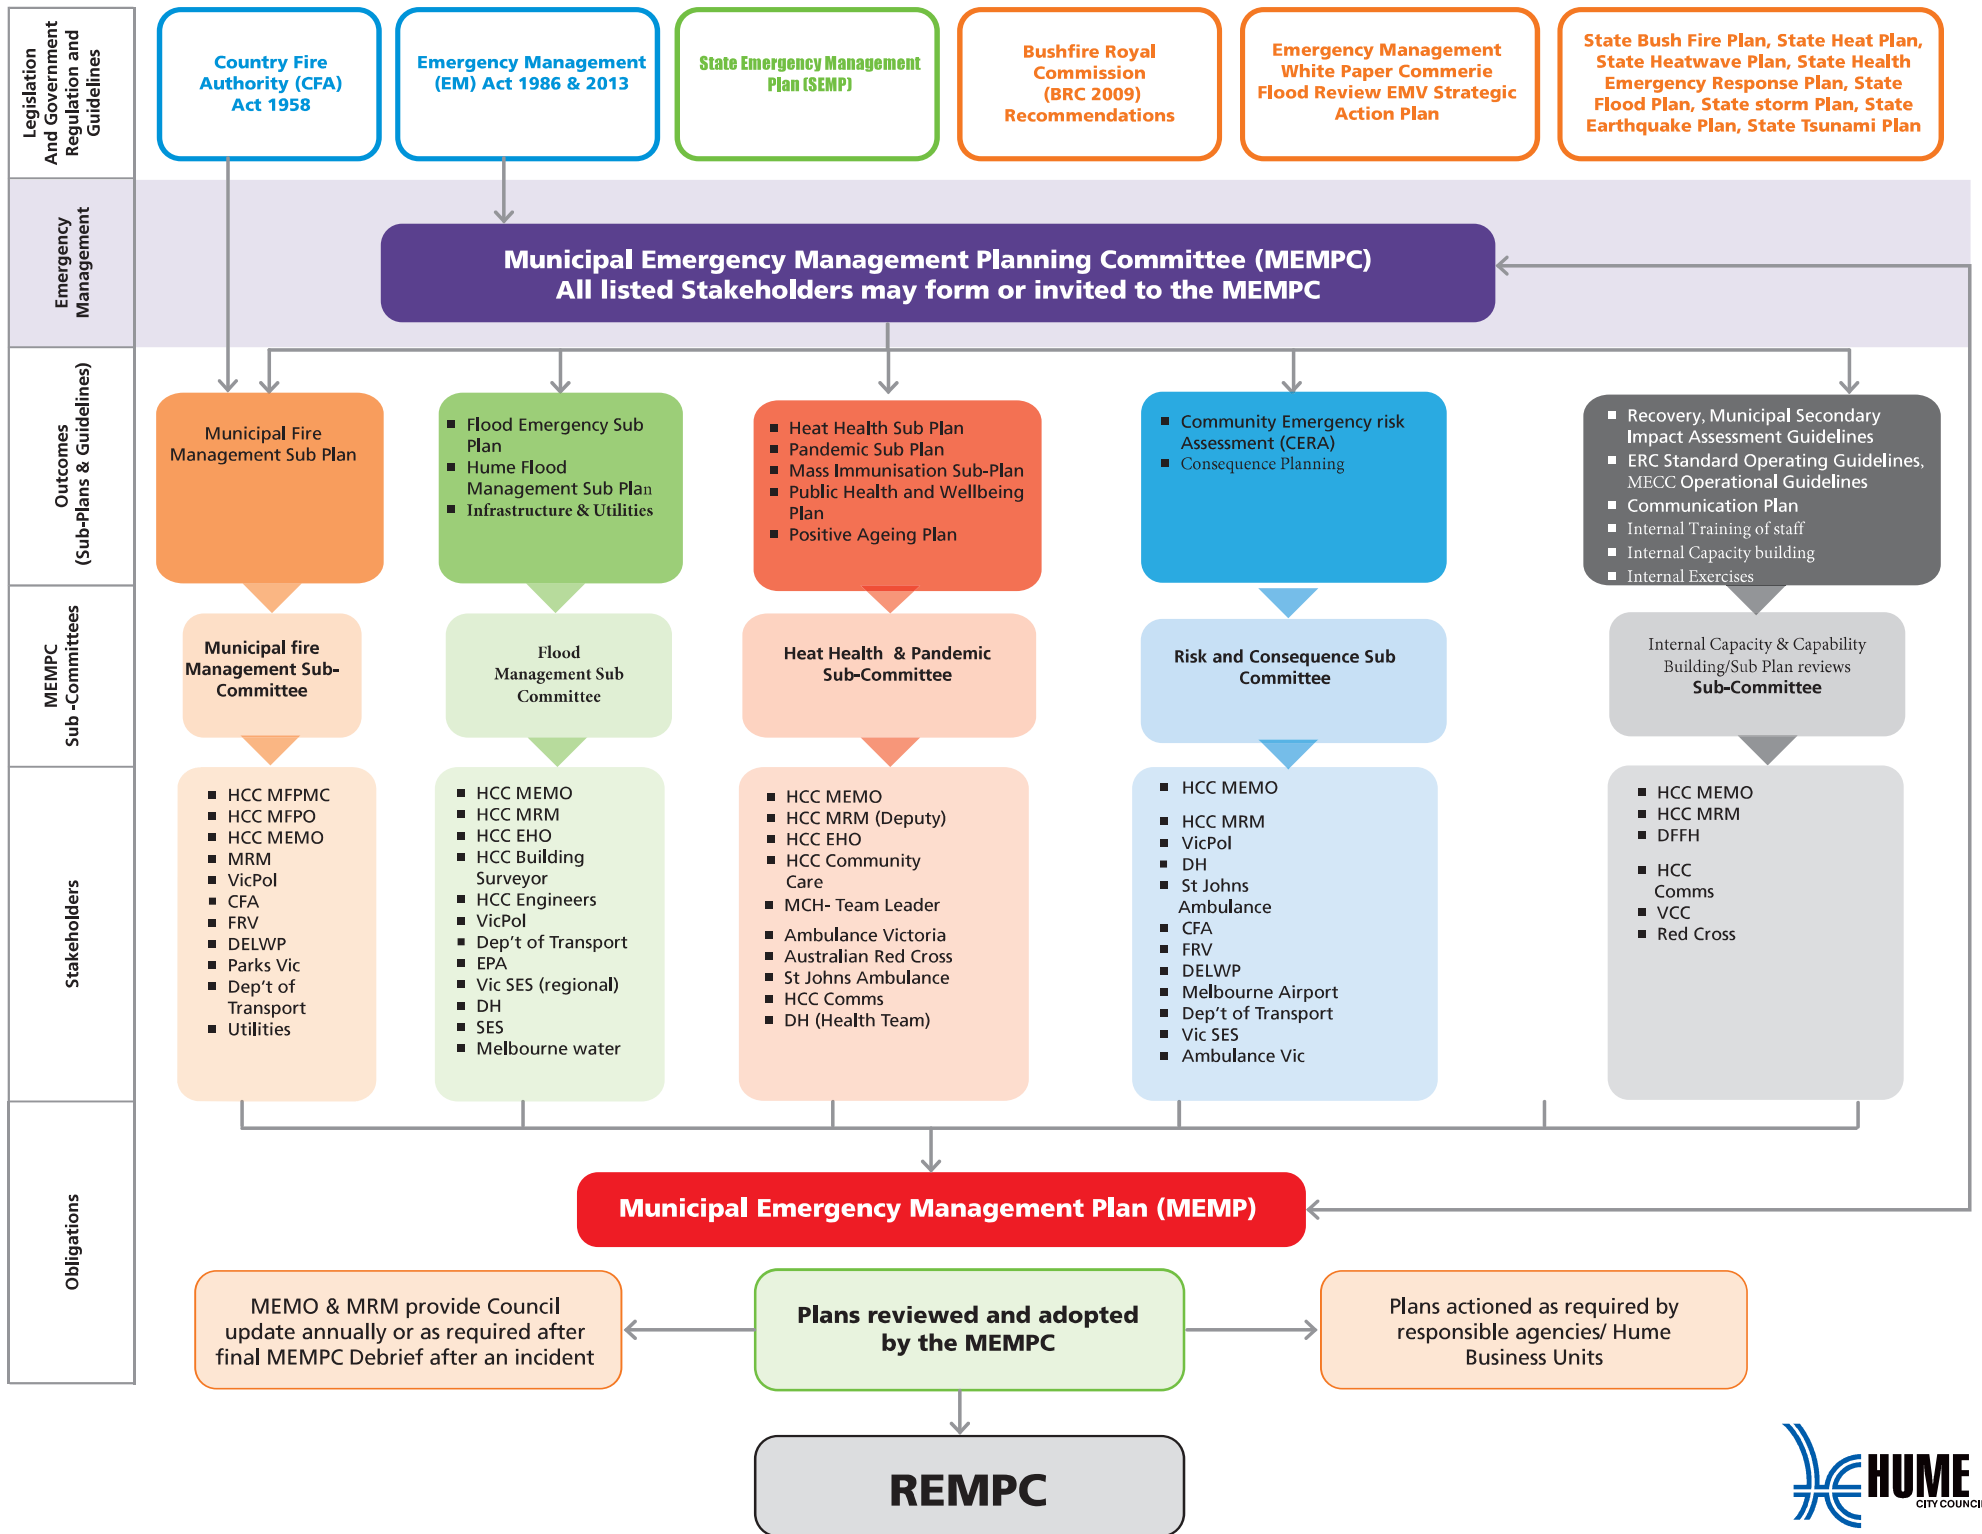 Legislation
And Government
Regulation and
Guidelines
Country Fire
Authority (CFA)
Act 1958
Emergency Management
(EM) Act 1986 & 2013
State Emergency Management
Plan (SEMP)
Bushfire Royal
Commission
(BRC 2009)
Recommendations
Emergency Management
White Paper Commerie
Flood Review EMV Strategic
Action Plan
State Bush Fire Plan, State Heat Plan,
State Heatwave Plan, State Health
Emergency Response Plan, State
Flood Plan, State storm Plan, State
Earthquake Plan, State Tsunami Plan
Emergency
Management
Municipal Emergency Management Planning Committee (MEMPC)
All listed Stakeholders may form or invited to the MEMPC
Outcomes
(Sub-Plans & Guidelines)
Municipal Fire
Management Sub Plan
Flood Emergency Sub
Plan
Hume Flood
Management Sub Plan
Infrastructure & Utilities
Heat Health Sub Plan
Pandemic Sub Plan
Mass Immunisation Sub-Plan
Public Health and Wellbeing
Plan
Positive Ageing Plan
Community Emergency risk
Assessment (CERA)
Consequence Planning
Recovery, Municipal Secondary
Impact Assessment Guidelines
ERC Standard Operating Guidelines,
MECC Operational Guidelines
Communication Plan
Internal Training of staff
Internal Capacity building
Internal Exercises
MEMPC
Sub -Committees
Municipal fire
Management Sub-
Committee
Flood
Management Sub
Committee
Heat Health & Pandemic
Sub-Committee
Risk and Consequence Sub
Committee
Internal Capacity & Capability
Building/Sub Plan reviews
Sub-Committee
Stakeholders
HCC MFPMC
HCC MFPO
HCC MEMO
MRM
VicPol
CFA
FRV
DELWP
Parks Vic
Dep't of
Transport
Utilities
HCC MEMO
HCC MRM
HCC EHO
HCC Building
Surveyor
HCC Engineers
VicPol
Dep't of Transport
EPA
Vic SES (regional)
DH
SES
Melbourne water
HCC MEMO
HCC MRM (Deputy)
HCC EHO
HCC Community
Care
MCH- Team Leader
Ambulance Victoria
Australian Red Cross
St Johns Ambulance
HCC Comms
DH (Health Team)
HCC MEMO
HCC MRM
VicPol
DH
St Johns
Ambulance
CFA
FRV
DELWP
Melbourne Airport
Dep't of Transport
Vic SES
Ambulance Vic
HCC MEMO
HCC MRM
DFFH
HCC
Comms
VCC
Red Cross
Obligations
Municipal Emergency Management Plan (MEMP)
MEMO & MRM provide Council
update annually or as required after
final MEMPC Debrief after an incident
Plans reviewed and adopted
by the MEMPC
Plans actioned as required by
responsible agencies/ Hume
Business Units
REMPC
HUME
CITY COUNCIL